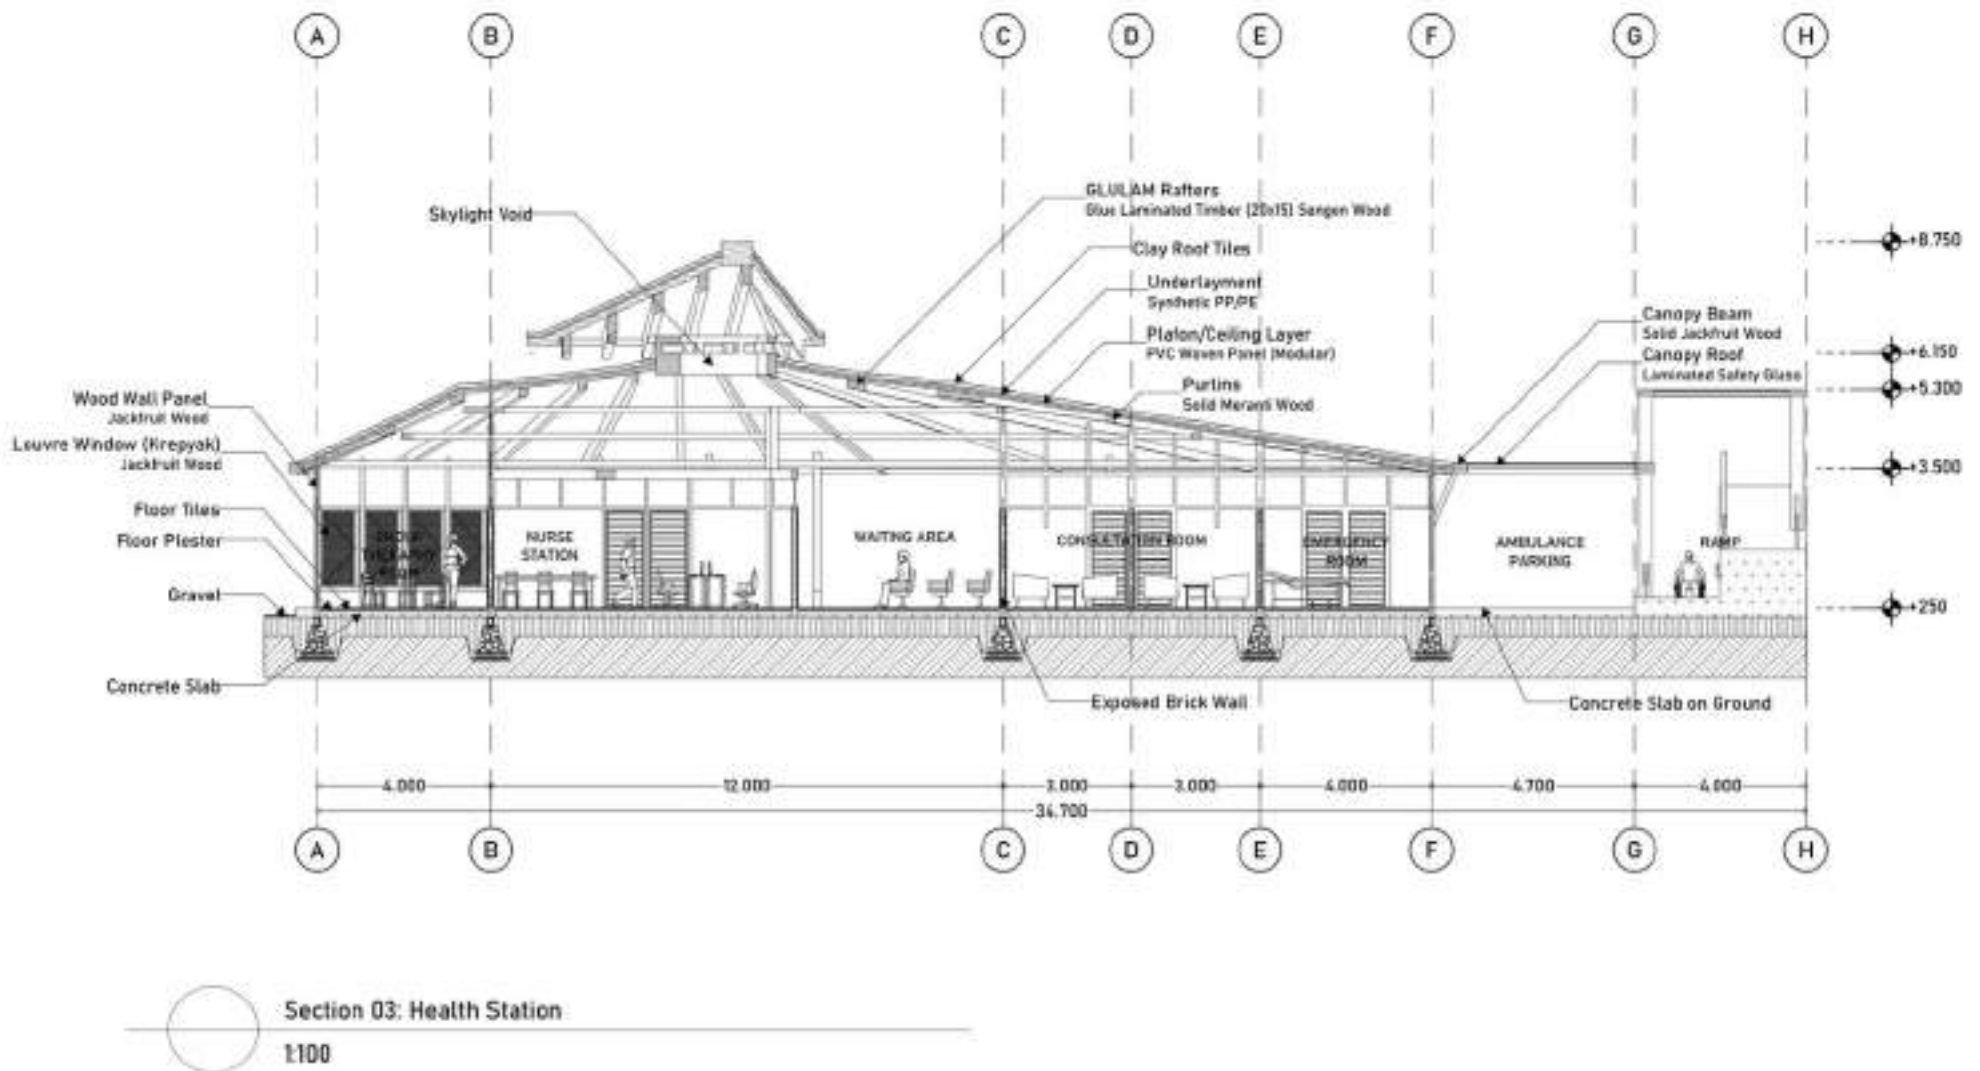 A B C D E F G H
Skylight Void
GLULAM Rafters
Glue Laminated Timber (20x15) Sengon Wood
Clay Roof Tiles
Underlayment
Synthetic PP/PE
Plafon/Ceiling Layer
PVC Woven Panel (Modular)
Purlins
Solid Meranti Wood
Canopy Beam
Solid Jackfruit Wood
Canopy Roof
Laminated Safety Glass
+8.750
+6.150
+5.300
+3.500
+250
Wood Wall Panel
Jackfruit Wood
Louvre Window (Krepyak)
Jackfruit Wood
Floor Tiles
Floor Plester
Gravel
Concrete Slab
ROOM
NURSE
STATION
WAITING AREA
CONSULTATION ROOM
EMERGENCY
ROOM
AMBULANCE
PARKING
RAMP
Exposed Brick Wall
Concrete Slab on Ground
4.000 12.000 3.000 3.000 4.000 4.700 4.000
34.700
A B C D E F G H
Section 03: Health Station
1:100